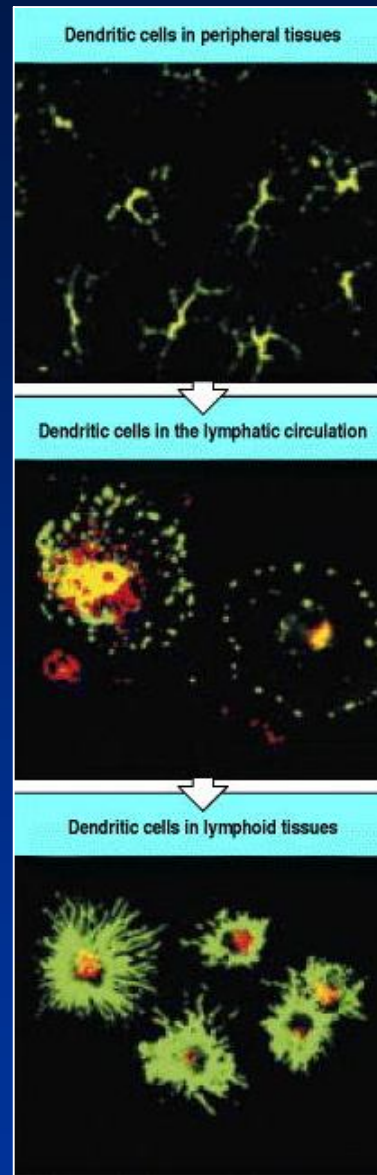 Dendritic cells in peripheral tissues
Dendritic cells in the lymphatic circulation
Dendritic cells in lymphoid tissues